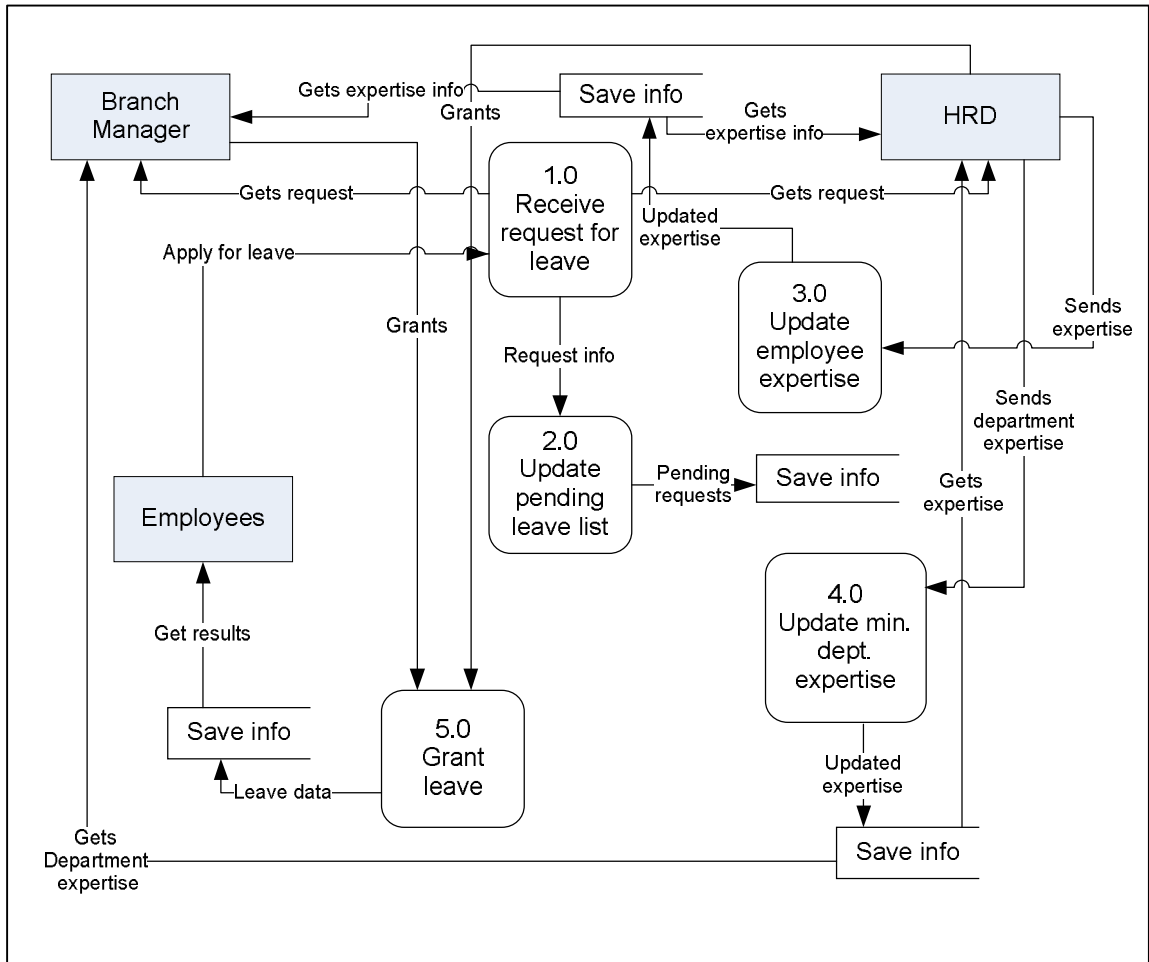 Branch
Manager
Gets expertise info
Grants
Save info
Gets
expertise info
HRD
Gets request
1.0
Receive
request for
leave
Gets request
Updated
expertise
Apply for leave
3.0
Update
employee
expertise
Sends
expertise
Grants
Request info
Sends
department
expertise
2.0
Update
pending
leave list
Pending
requests
Save info
Gets
expertise
Employees
4.0
Update min.
dept.
expertise
Get results
Save info
5.0
Grant
leave
Leave data
Updated
expertise
Gets
Department
expertise
Save info